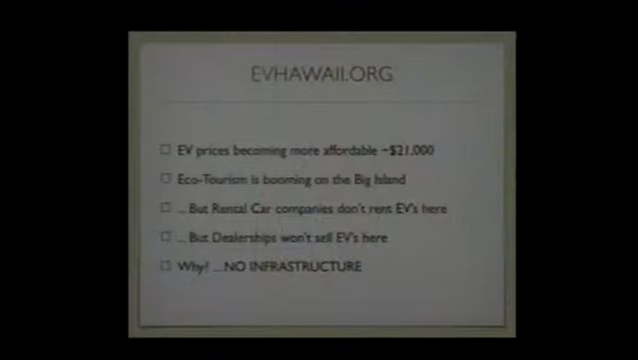 EVHAWAII.ORG
EV prices becoming more affordable ~$21,000
Eco-Tourism is booming on the Big Island
...But Rental Car companies don't rent EV's here
...But Dealerships won't sell EV's here
Why? ...NO INFRASTRUCTURE